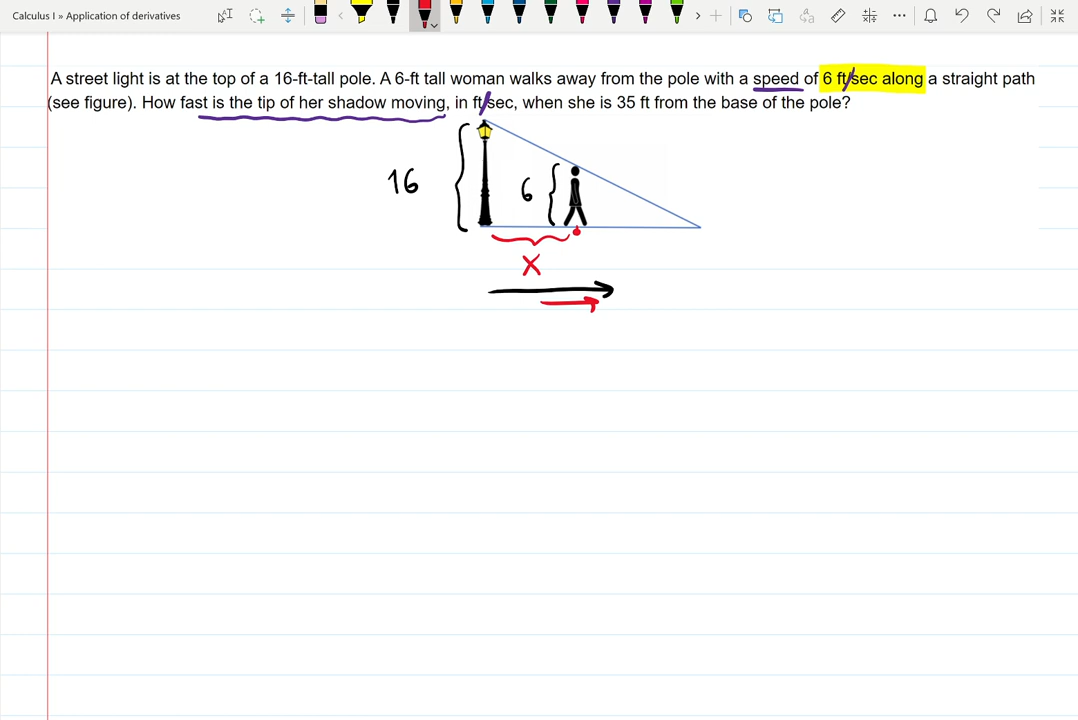 Calculus I » Application of derivatives
A street light is at the top of a 16-ft-tall pole. A 6-ft tall woman walks away from the pole with a speed of 6 ft/sec along a straight path
(see figure). How fast is the tip of her shadow moving, in ft/sec, when she is 35 ft from the base of the pole?
16
6
X